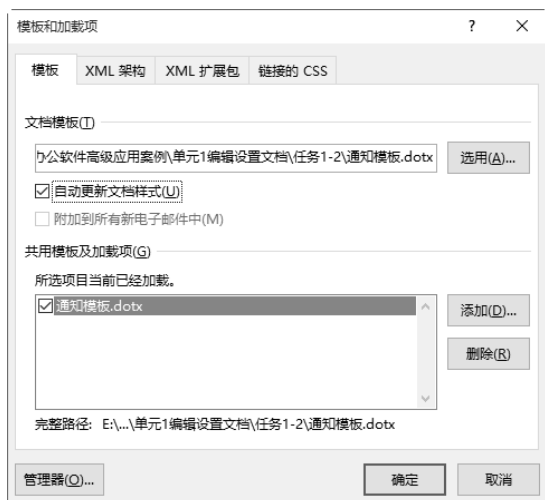 模板和加载项 ? ×
模板 XML 架构 XML 扩展包 链接的 CSS
文档模板(T)
办公软件高级应用案例\单元1编辑设置文档\任务1-2\通知模板.dotx 选用(A)...
自动更新文档样式(U)
附加到所有新电子邮件中(M)
共用模板及加载项(G)
所选项目当前已经加载。
通知模板.dotx 添加(D)...
删除(R)
完整路径: E:\...\单元1编辑设置文档\任务1-2\通知模板.dotx
管理器(O)... 确定 取消